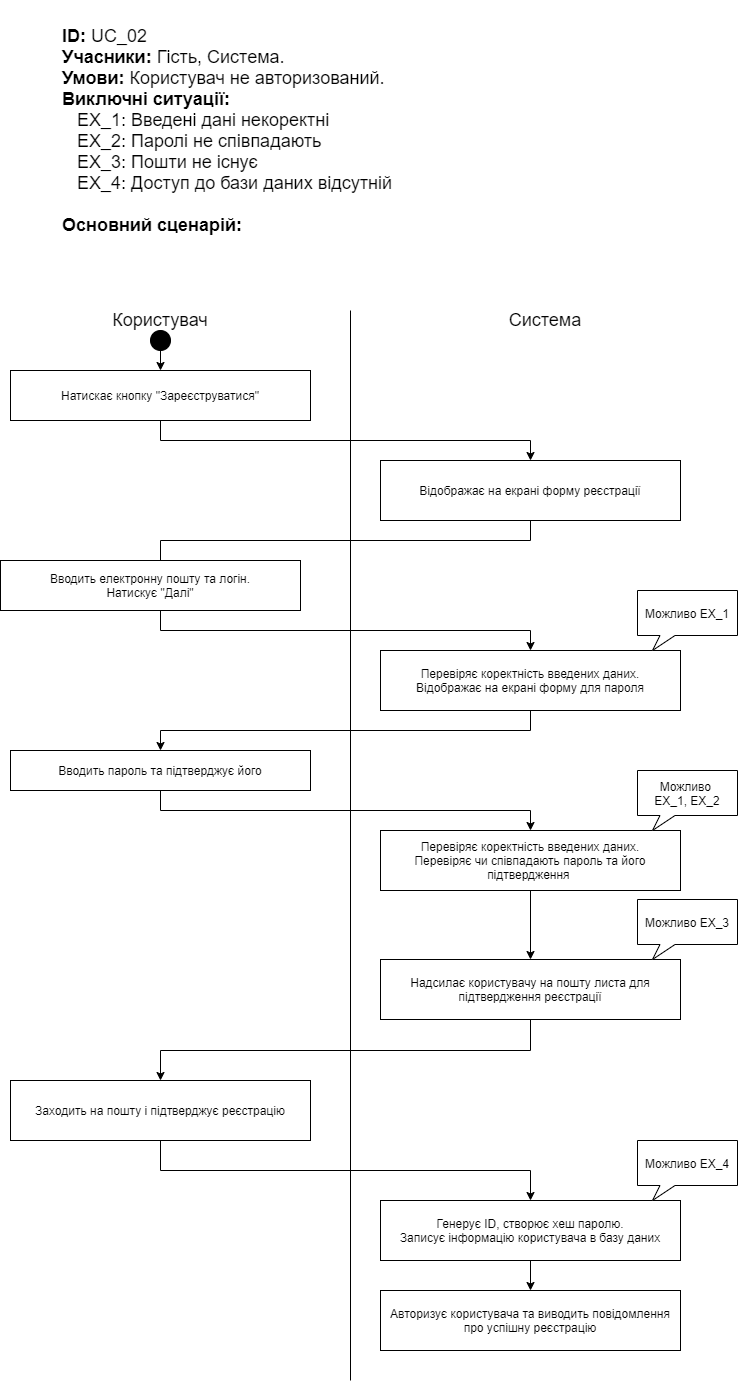 ID: UC_02
Учасники: Гість, Система.
Умови: Користувач не авторизований.
Виключні ситуації:
EX_1: Введені дані некоректні
EX_2: Паролі не співпадають
EX_3: Пошти не існує
EX_4: Доступ до бази даних відсутній
Основний сценарій:
Користувач
Система
Натискає кнопку "Зареєструватися"
Відображає на екрані форму реєстрації
Вводить електронну пошту та логін.
Натискує "Далі"
Можливо EX_1
Перевіряє коректність введених даних.
Відображає на екрані форму для пароля
Вводить пароль та підтверджує його
Можливо
EX_1, EX_2
Перевіряє коректність введених даних.
Перевіряє чи співпадають пароль та його
підтвердження
Можливо EX_3
Надсилає користувачу на пошту листа для
підтвердження реєстрації
Заходить на пошту і підтверджує реєстрацію
Можливо EX_4
Генерує ID, створює хеш паролю.
Записує інформацію користувача в базу даних
Авторизує користувача та виводить повідомлення
про успішну реєстрацію